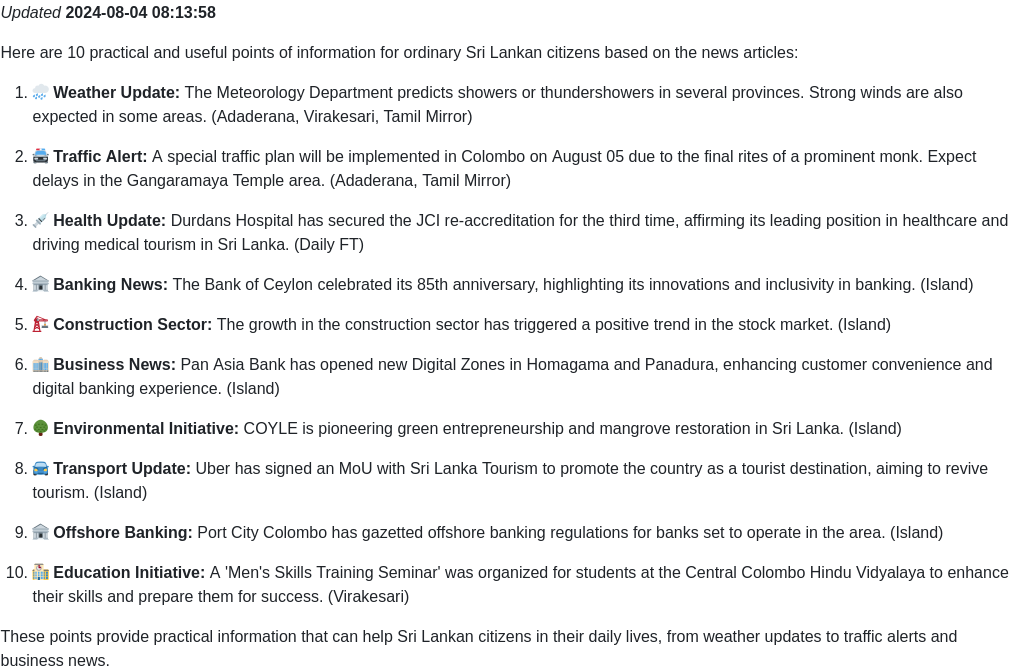 Updated 2024-08-04 08:13:58
Here are 10 practical and useful points of information for ordinary Sri Lankan citizens based on the news articles:
1. 🌧️ Weather Update: The Meteorology Department predicts showers or thundershowers in several provinces. Strong winds are also
expected in some areas. (Adaderana, Virakesari, Tamil Mirror)
2. 🚔 Traffic Alert: A special traffic plan will be implemented in Colombo on August 05 due to the final rites of a prominent monk. Expect
delays in the Gangaramaya Temple area. (Adaderana, Tamil Mirror)
3. 💉 Health Update: Durdans Hospital has secured the JCI re-accreditation for the third time, affirming its leading position in healthcare and
driving medical tourism in Sri Lanka. (Daily FT)
4. 🏦 Banking News: The Bank of Ceylon celebrated its 85th anniversary, highlighting its innovations and inclusivity in banking. (Island)
5. 🏗️ Construction Sector: The growth in the construction sector has triggered a positive trend in the stock market. (Island)
6. 🏬 Business News: Pan Asia Bank has opened new Digital Zones in Homagama and Panadura, enhancing customer convenience and
digital banking experience. (Island)
7. 🌳 Environmental Initiative: COYLE is pioneering green entrepreneurship and mangrove restoration in Sri Lanka. (Island)
8. 🚘 Transport Update: Uber has signed an MoU with Sri Lanka Tourism to promote the country as a tourist destination, aiming to revive
tourism. (Island)
9. 🏦 Offshore Banking: Port City Colombo has gazetted offshore banking regulations for banks set to operate in the area. (Island)
10. 🏫 Education Initiative: A 'Men's Skills Training Seminar' was organized for students at the Central Colombo Hindu Vidyalaya to enhance
their skills and prepare them for success. (Virakesari)
These points provide practical information that can help Sri Lankan citizens in their daily lives, from weather updates to traffic alerts and
business news.